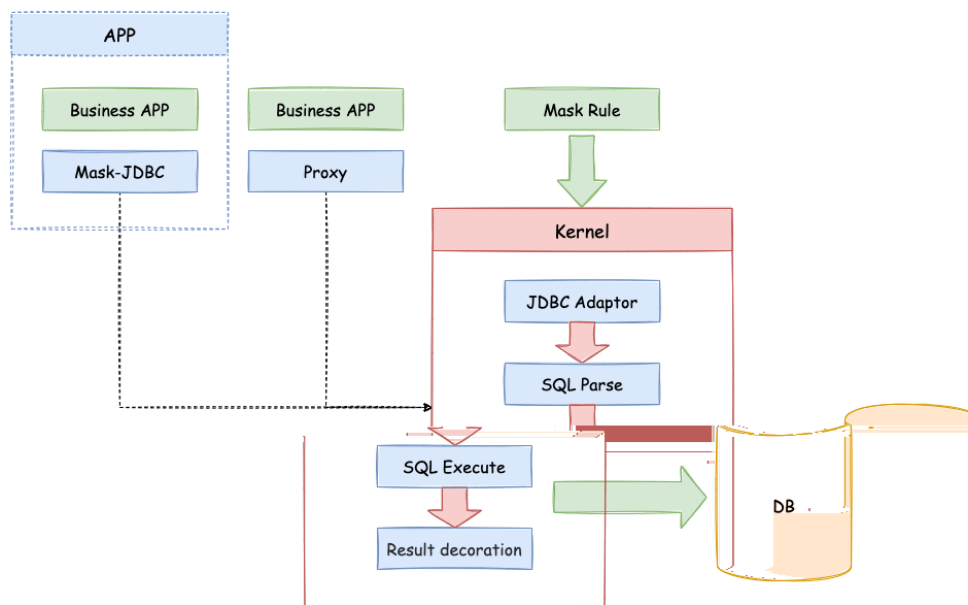 APP
Business APP
Business APP
Mask Rule
Mask-JDBC
Proxy
Kernel
JDBC Adaptor
SQL Parse
SQL Execute
DB
Result decoration